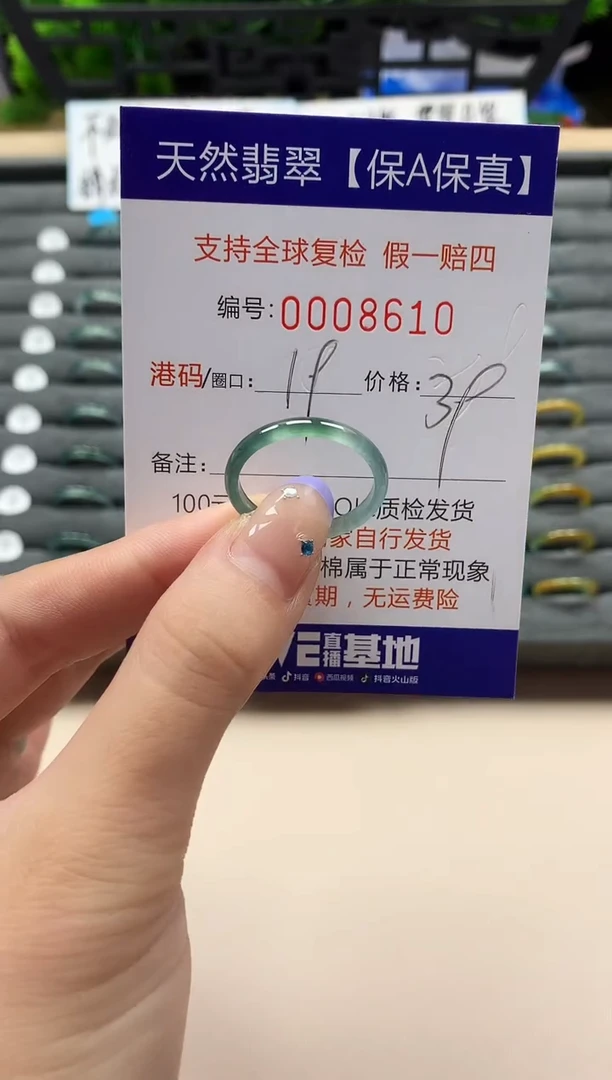 天然翡翠【保A保真】
支持全球复检 假一赔四
编号:0008610
港码/圈口: 价格:
备注:
100 质检发货
自行发货
棉属于正常现象
期，无运费险
VE直播基地
抖音 西瓜视频 抖音火山版